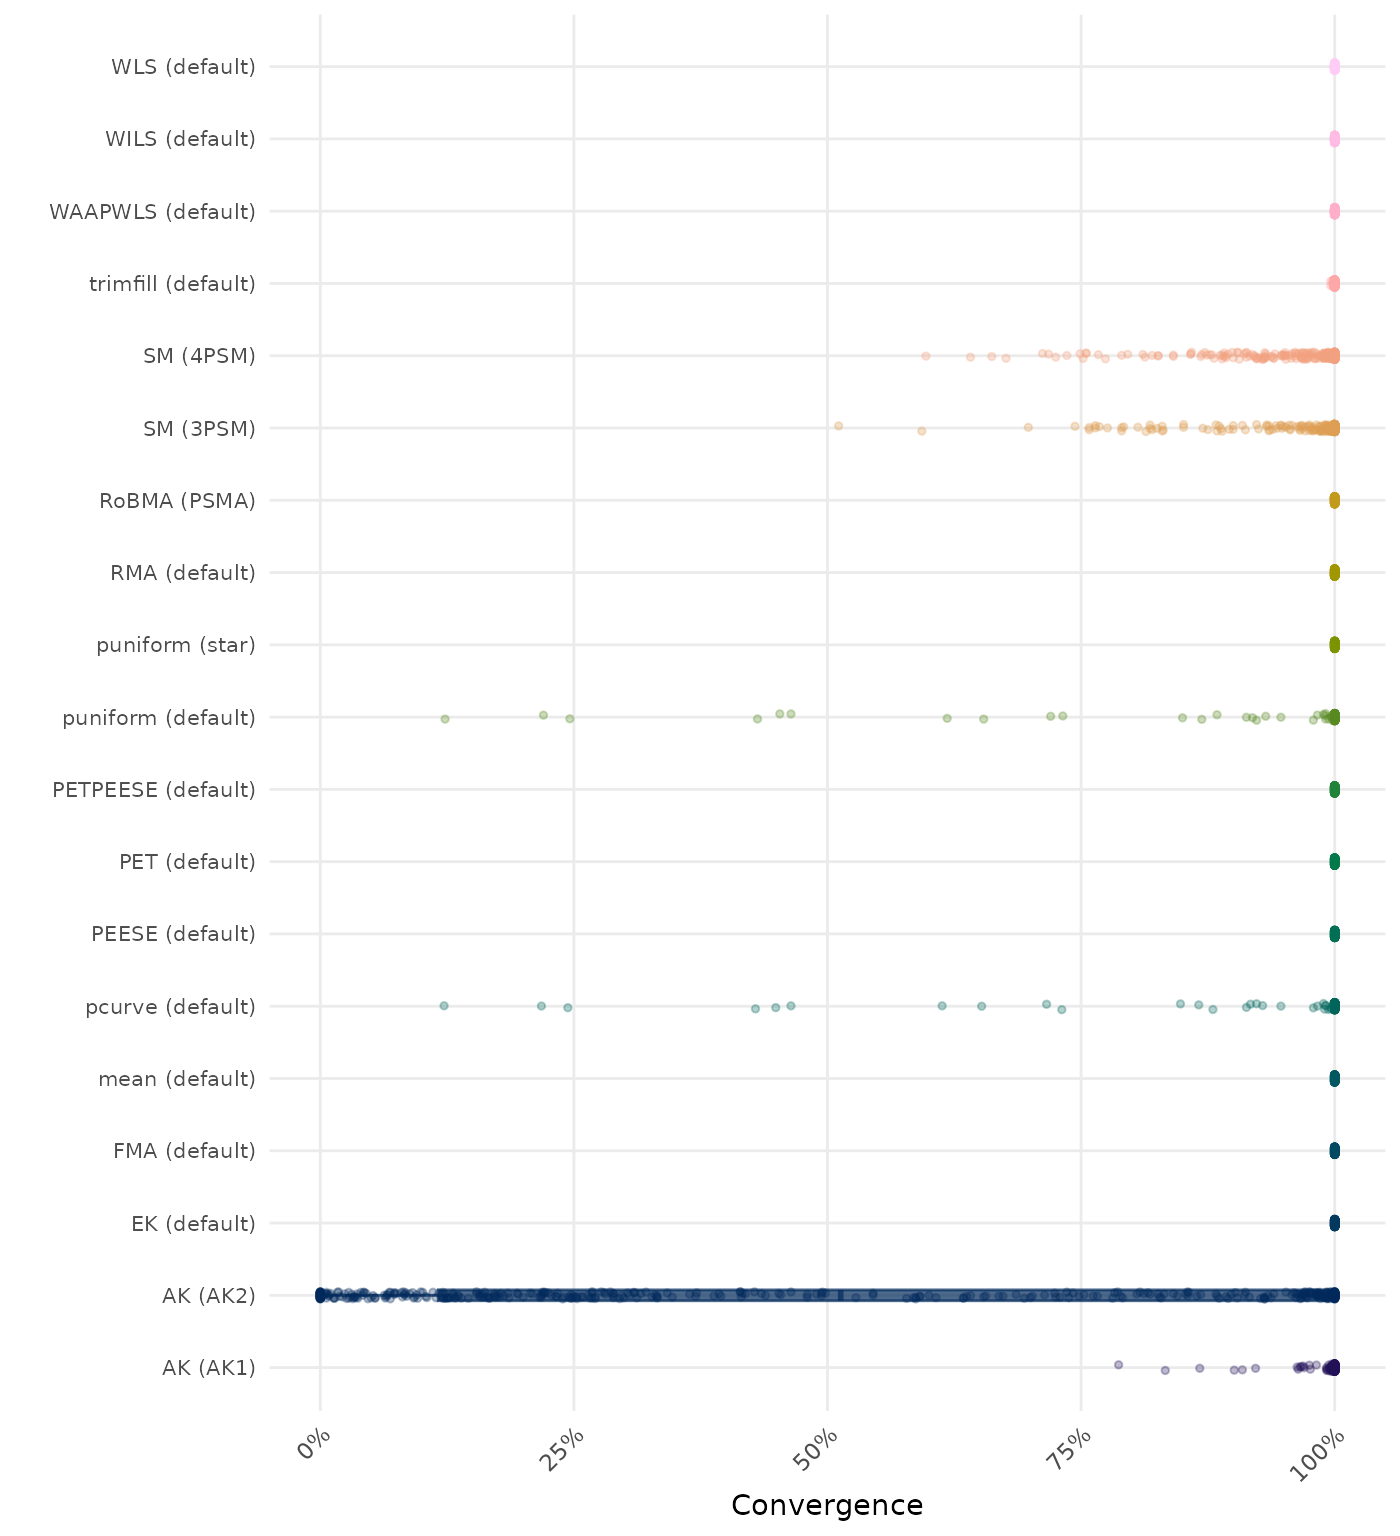 WLS (default)
WILS (default)
WAAPWLS (default)
trimfill (default)
SM (4PSM)
SM (3PSM)
RoBMA (PSMA)
RMA (default)
puniform (star)
puniform (default)
PETPEESE (default)
PET (default)
PEESE (default)
pcurve (default)
mean (default)
FMA (default)
EK (default)
AK (AK2)
AK (AK1)
0% 25% 50% 75% 100%
Convergence